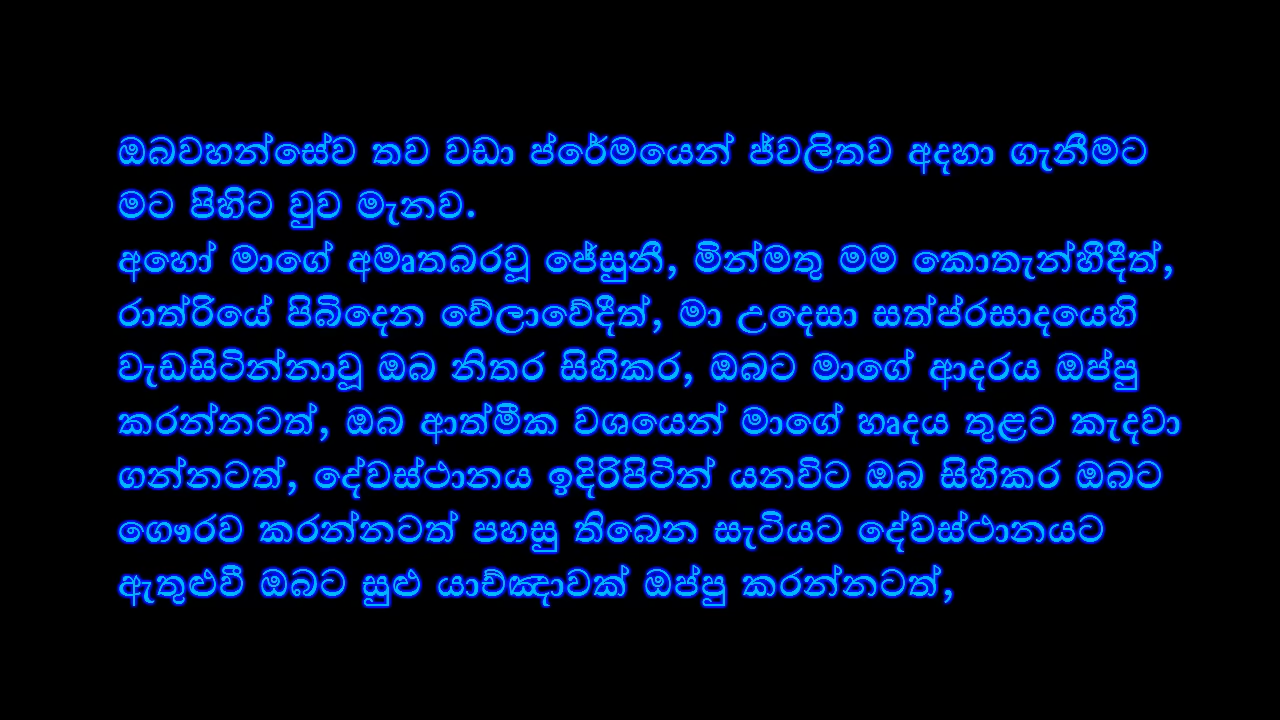 ඔබවහන්සේව තව වඩා ප්රේමයෙන් ජ්වලිතව අදහා ගැනීමට
මට පිහිට වුව මැනව.
අහෝ මාගේ අමෘතබරවූ ජේසුනී, මින්මතු මම කොතැන්හීදීත්,
රාත්රියේ පිබිදෙන වේලාවේදීත්, මා උදෙසා සත්ප්රසාදයෙහි
වැඩසිටින්නාවූ ඔබ නිතර සිහිකර, ඔබට මාගේ ආදරය ඔප්පු
කරන්නටත්, ඔබ ආත්මීක වශයෙන් මාගේ හෘදය තුළට කැඳවා
ගන්නටත්, දේවස්ථානය ඉදිරිපිටින් යනවිට ඔබ සිහිකර ඔබට
ගෞරව කරන්නටත් පහසු තිබෙන සැටියට දේවස්ථානයට
ඇතුළුවී ඔබට සුළු යාච්ඤාවක් ඔප්පු කරන්නටත්,